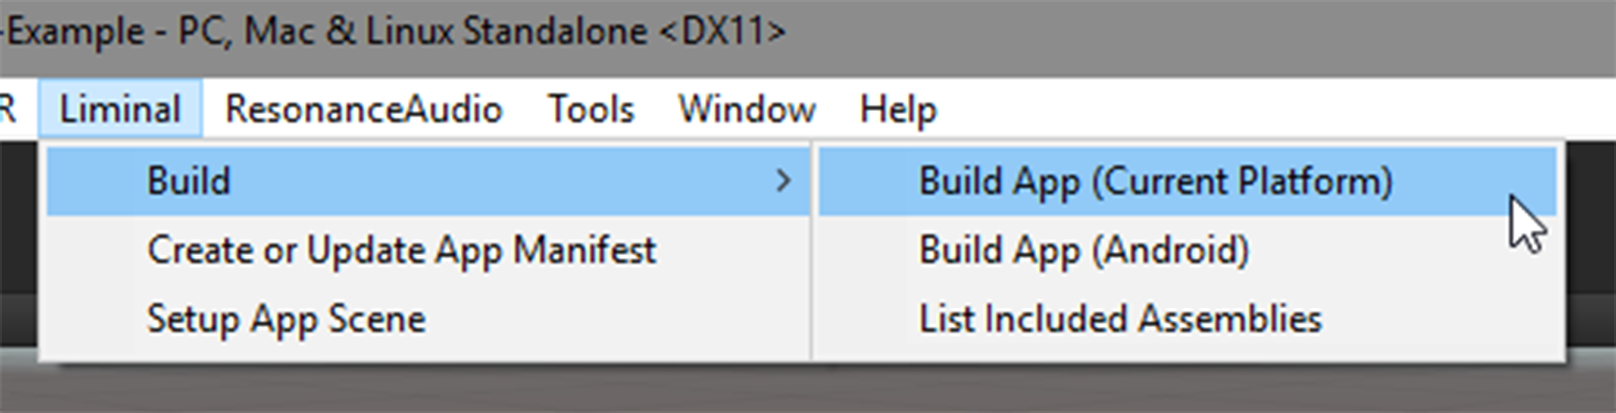 -Example - PC, Mac & Linux Standalone <DX11>
R Liminal ResonanceAudio Tools Window Help
Build > Build App (Current Platform)
Create or Update App Manifest Build App (Android)
Setup App Scene List Included Assemblies